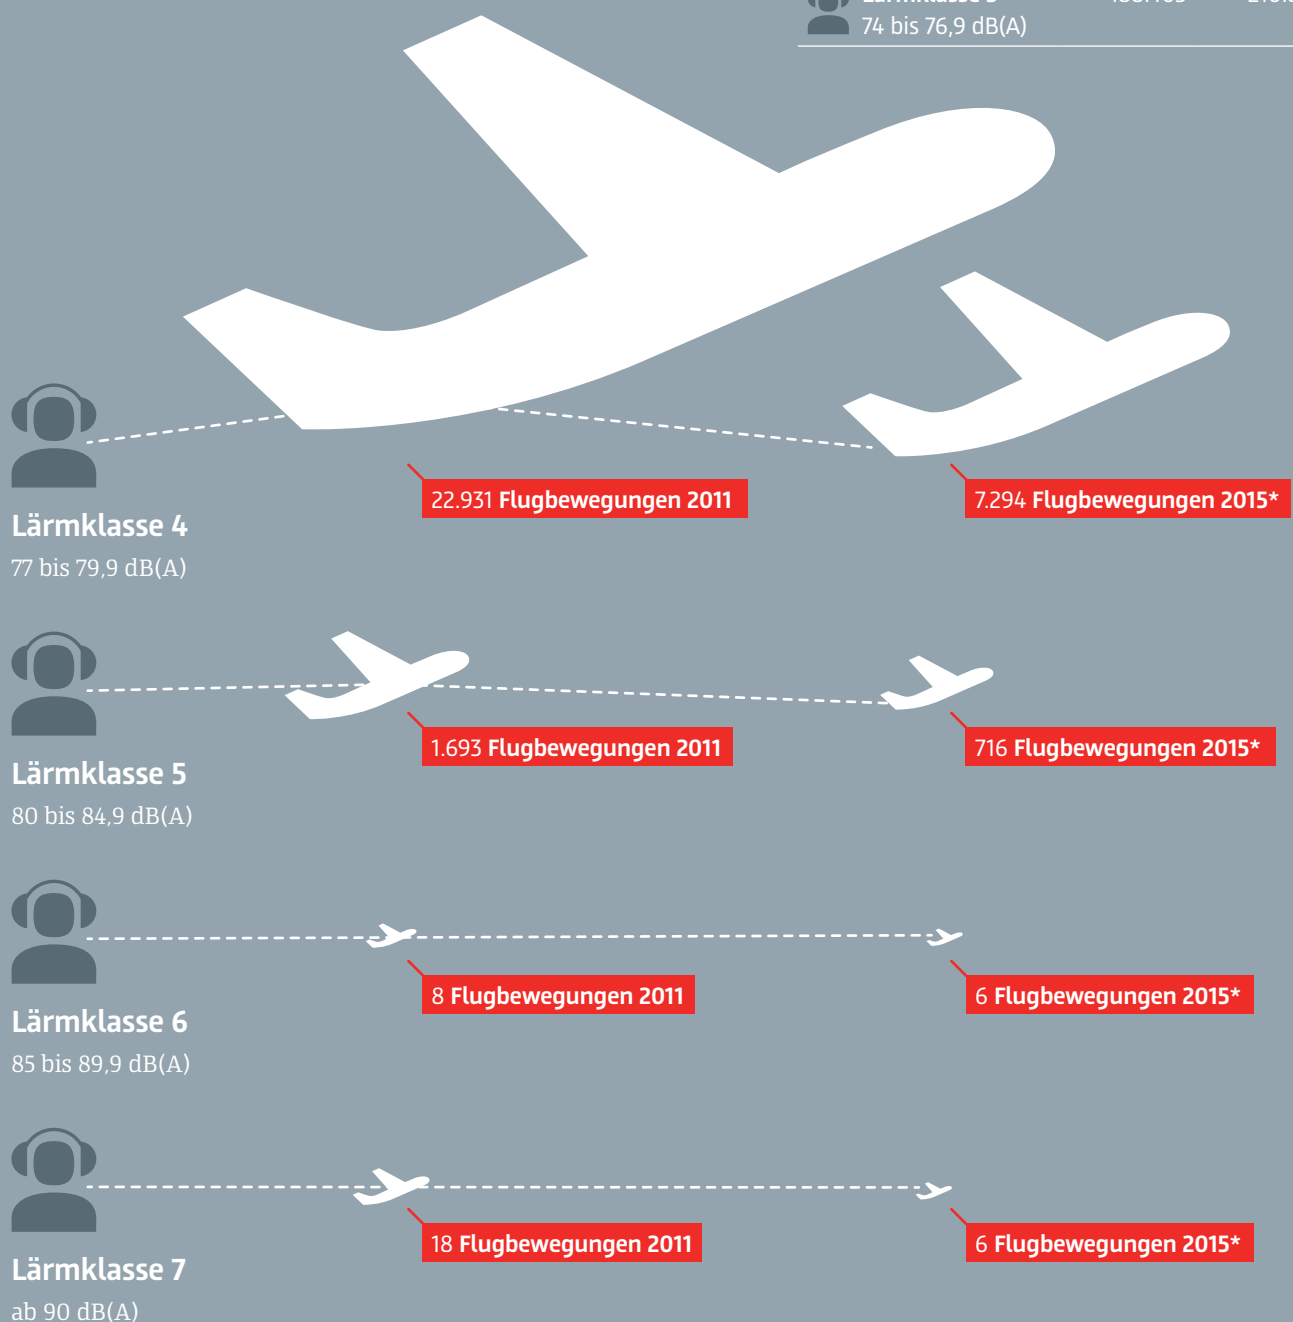 74 bis 76,9 dB(A)
22.931 Flugbewegungen 2011
7.294 Flugbewegungen 2015*
Lärmklasse 4
77 bis 79,9 dB(A)
1.693 Flugbewegungen 2011
716 Flugbewegungen 2015*
Lärmklasse 5
80 bis 84,9 dB(A)
8 Flugbewegungen 2011
6 Flugbewegungen 2015*
Lärmklasse 6
85 bis 89,9 dB(A)
18 Flugbewegungen 2011
6 Flugbewegungen 2015*
Lärmklasse 7
ab 90 dB(A)